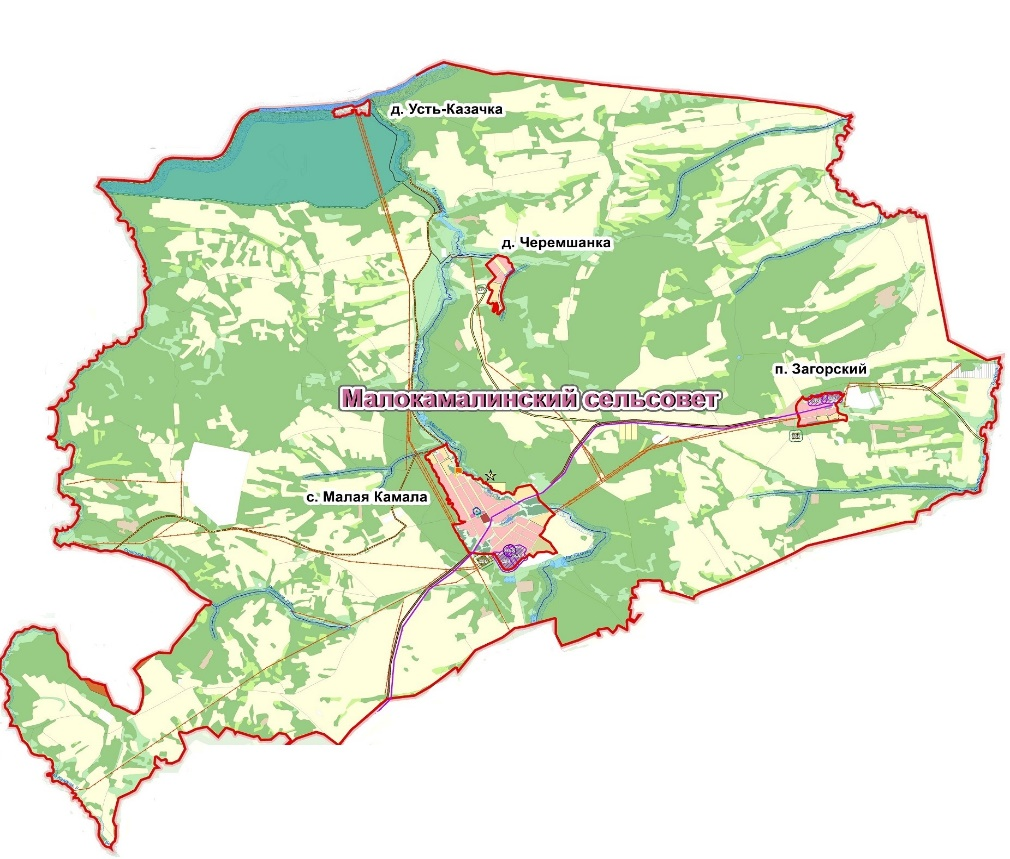 д. Усть-Казачка
д. Черемшанка
п. Загорский
Малокамалинский сельсовет
с. Малая Камала